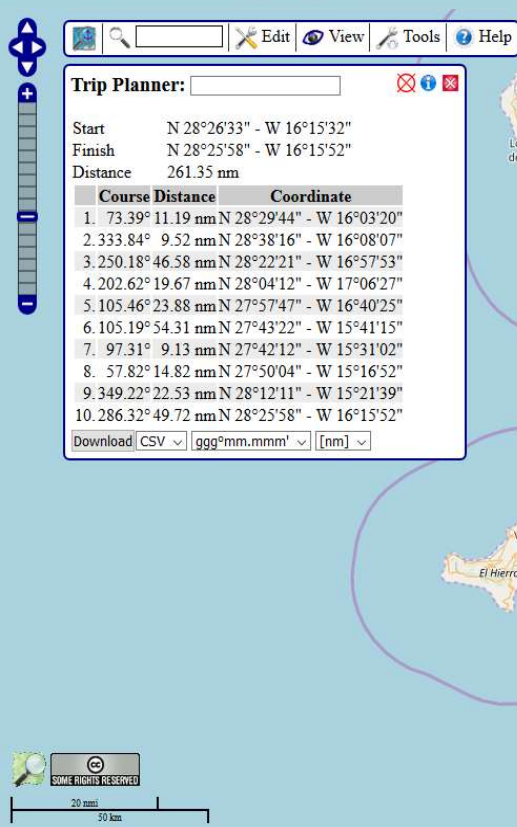 Edit View Tools Help
Trip Planner:
Start N 28°26'33" - W 16°15'32"
Finish N 28°25'58" - W 16°15'52"
Distance 261.35 nm
Course Distance Coordinate
1. 73.39° 11.19 nm N 28°29'44" - W 16°03'20"
2. 333.84° 9.52 nm N 28°38'16" - W 16°08'07"
3. 250.18° 46.58 nm N 28°22'21" - W 16°57'53"
4. 202.62° 19.67 nm N 28°04'12" - W 17°06'27"
5. 105.46° 23.88 nm N 27°57'47" - W 16°40'25"
6. 105.19° 54.31 nm N 27°43'22" - W 15°41'15"
7. 97.31° 9.13 nm N 27°42'12" - W 15°31'02"
8. 57.82° 14.82 nm N 27°50'04" - W 15°16'52"
9. 349.22° 22.53 nm N 28°12'11" - W 15°21'39"
10. 286.32° 49.72 nm N 28°25'58" - W 16°15'52"
Download CSV ggg°mm.mmm' [nm]
El Hierro
cc
SOME RIGHTS RESERVED
20 nmi
50 km